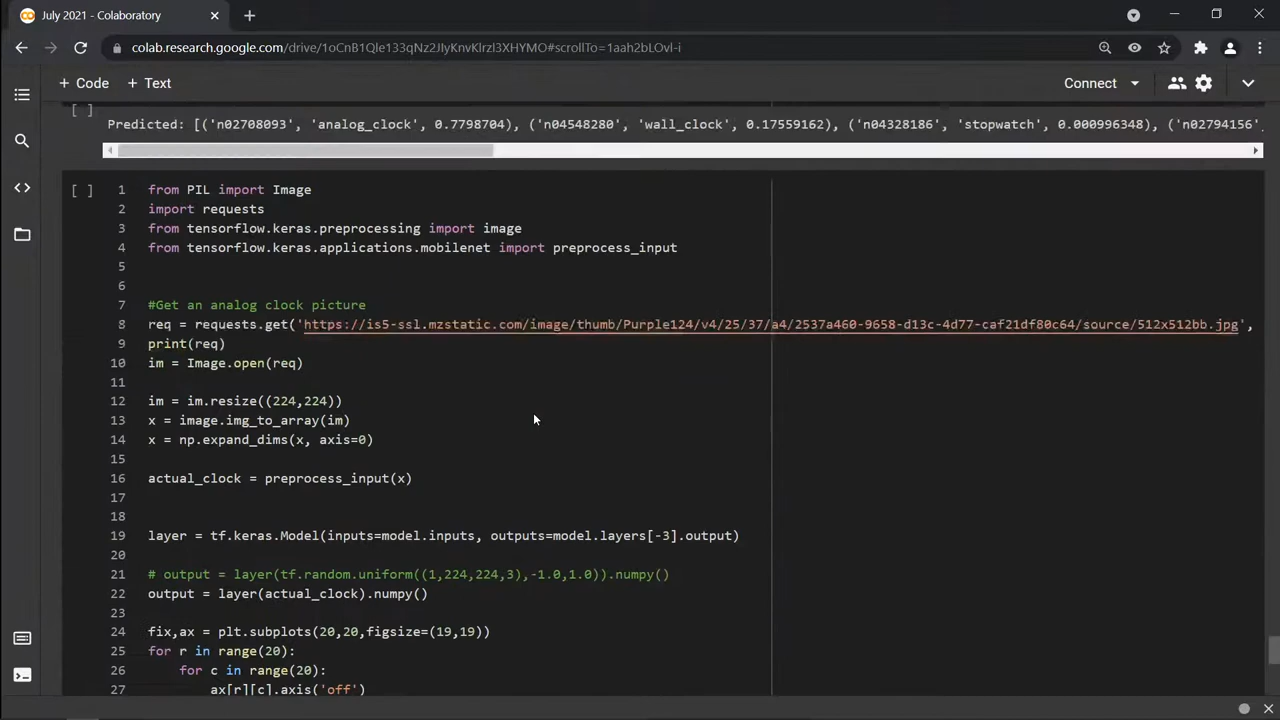 July 2021 - Colaboratory
colab.research.google.com/drive/1oCnB1Qle133qNz2JIyKnvKlrzl3XHYMO#scrollTo=1aah2bLOvl-i
+ Code + Text Connect
[ ] Predicted: [('n02708093', 'analog_clock', 0.7798704), ('n04548280', 'wall_clock', 0.17559162), ('n04328186', 'stopwatch', 0.000996348), ('n02794156',
[ ] 1 from PIL import Image
2 import requests
3 from tensorflow.keras.preprocessing import image
4 from tensorflow.keras.applications.mobilenet import preprocess_input
5
6
7 #Get an analog clock picture
8 req = requests.get('https://is5-ssl.mzstatic.com/image/thumb/Purple124/v4/25/37/a4/2537a460-9658-d13c-4d77-caf21df80c64/source/512x512bb.jpg',
9 print(req)
10 im = Image.open(req)
11
12 im = im.resize((224,224))
13 x = image.img_to_array(im)
14 x = np.expand_dims(x, axis=0)
15
16 actual_clock = preprocess_input(x)
17
18
19 layer = tf.keras.Model(inputs=model.inputs, outputs=model.layers[-3].output)
20
21 # output = layer(tf.random.uniform((1,224,224,3),-1.0,1.0)).numpy()
22 output = layer(actual_clock).numpy()
23
24 fix,ax = plt.subplots(20,20,figsize=(19,19))
25 for r in range(20):
26 for c in range(20):
27 ax[r][c].axis('off')